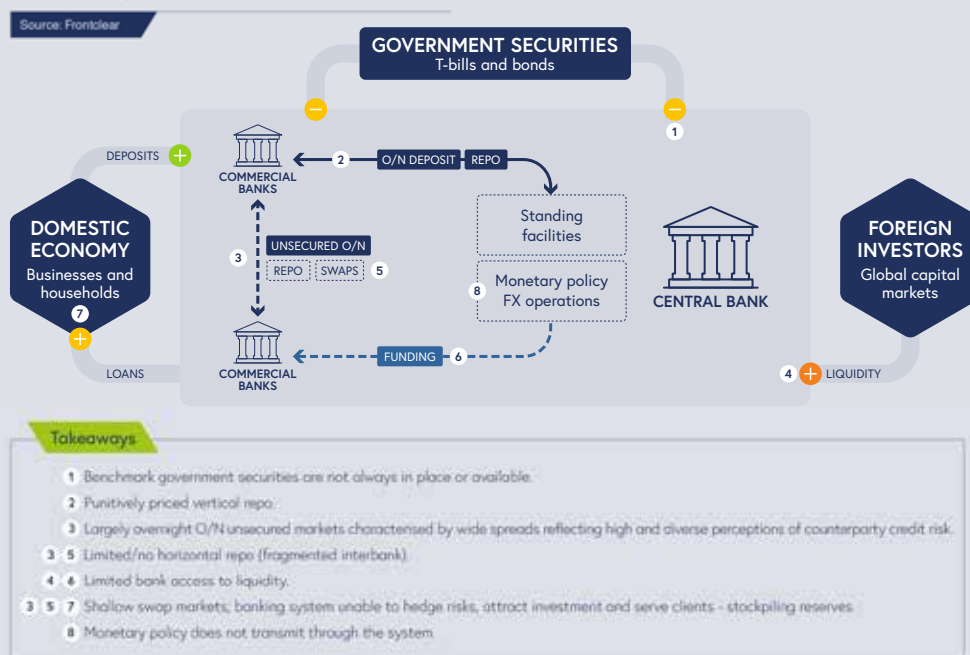 Source: Frontclear
GOVERNMENT SECURITIES
T-bills and bonds
1
DEPOSITS
COMMERCIAL
BANKS
2
O/N DEPOSIT
REPO
DOMESTIC
ECONOMY
Businesses and
households
7
3
UNSECURED O/N
REPO
SWAPS
5
Standing
facilities
8
Monetary policy
FX operations
CENTRAL BANK
FOREIGN
INVESTORS
Global capital
markets
LOANS
COMMERCIAL
BANKS
FUNDING
6
4
LIQUIDITY
Takeaways
1 Benchmark government securities are not always in place or available.
2 Punitively priced vertical repo.
3 Largely overnight O/N unsecured markets characterised by wide spreads reflecting high and diverse perceptions of counterparty credit risk.
3 5 Limited/no horizontal repo (fragmented interbank).
4 6 Limited bank access to liquidity.
3 5 7 Shallow swap markets; banking system unable to hedge risks, attract investment and serve clients - stockpiling reserves.
8 Monetary policy does not transmit through the system.